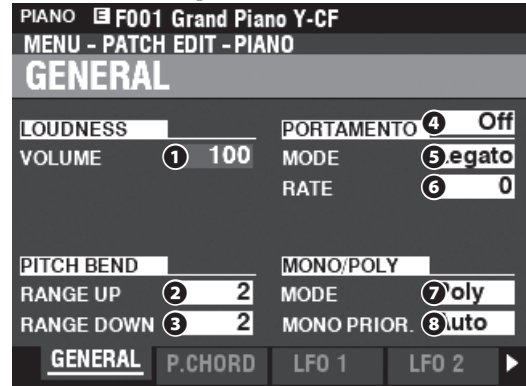 PIANO E F001 Grand Piano Y-CF
MENU - PATCH EDIT - PIANO
GENERAL
LOUDNESS
VOLUME 1 100
PORTAMENTO 4 Off
MODE 5 Legato
RATE 6 0
PITCH BEND
RANGE UP 2 2
RANGE DOWN 3 2
MONO/POLY
MODE 7 Poly
MONO PRIOR. 8 Auto
GENERAL P.CHORD LFO 1 LFO 2